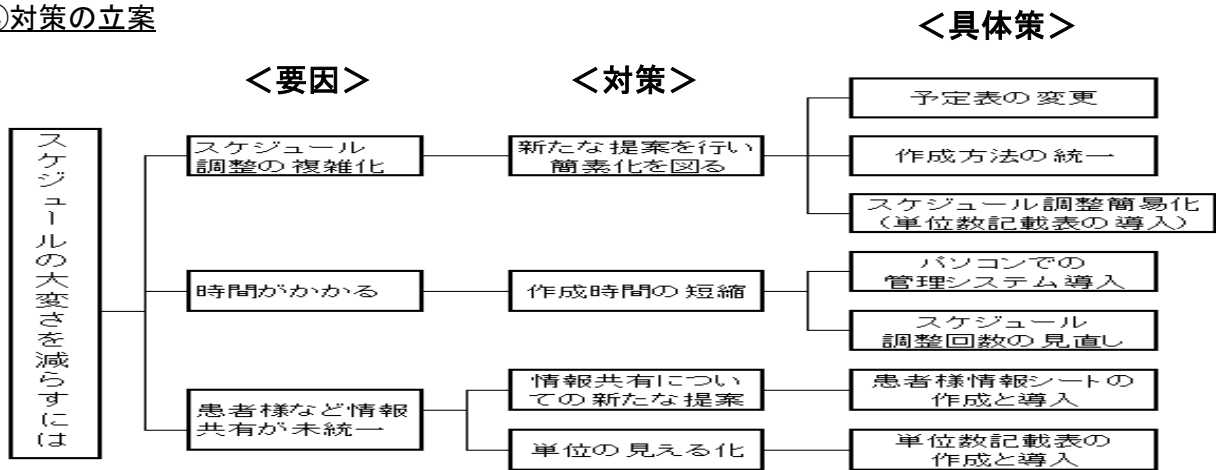 対策の立案
<具体策>
<要因>
<対策>
スケジュールの大変さを減らすには
スケジュール
調整の複雑化
新たな提案を行い
簡素化を図る
予定表の変更
作成方法の統一
スケジュール調整簡易化
(単位数記載表の導入)
時間がかかる
作成時間の短縮
パソコンでの
管理システム導入
スケジュール
調整回数の見直し
患者様など情報
共有が未統一
情報共有につい
ての新たな提案
患者様情報シートの
作成と導入
単位の見える化
単位数記載表の
作成と導入